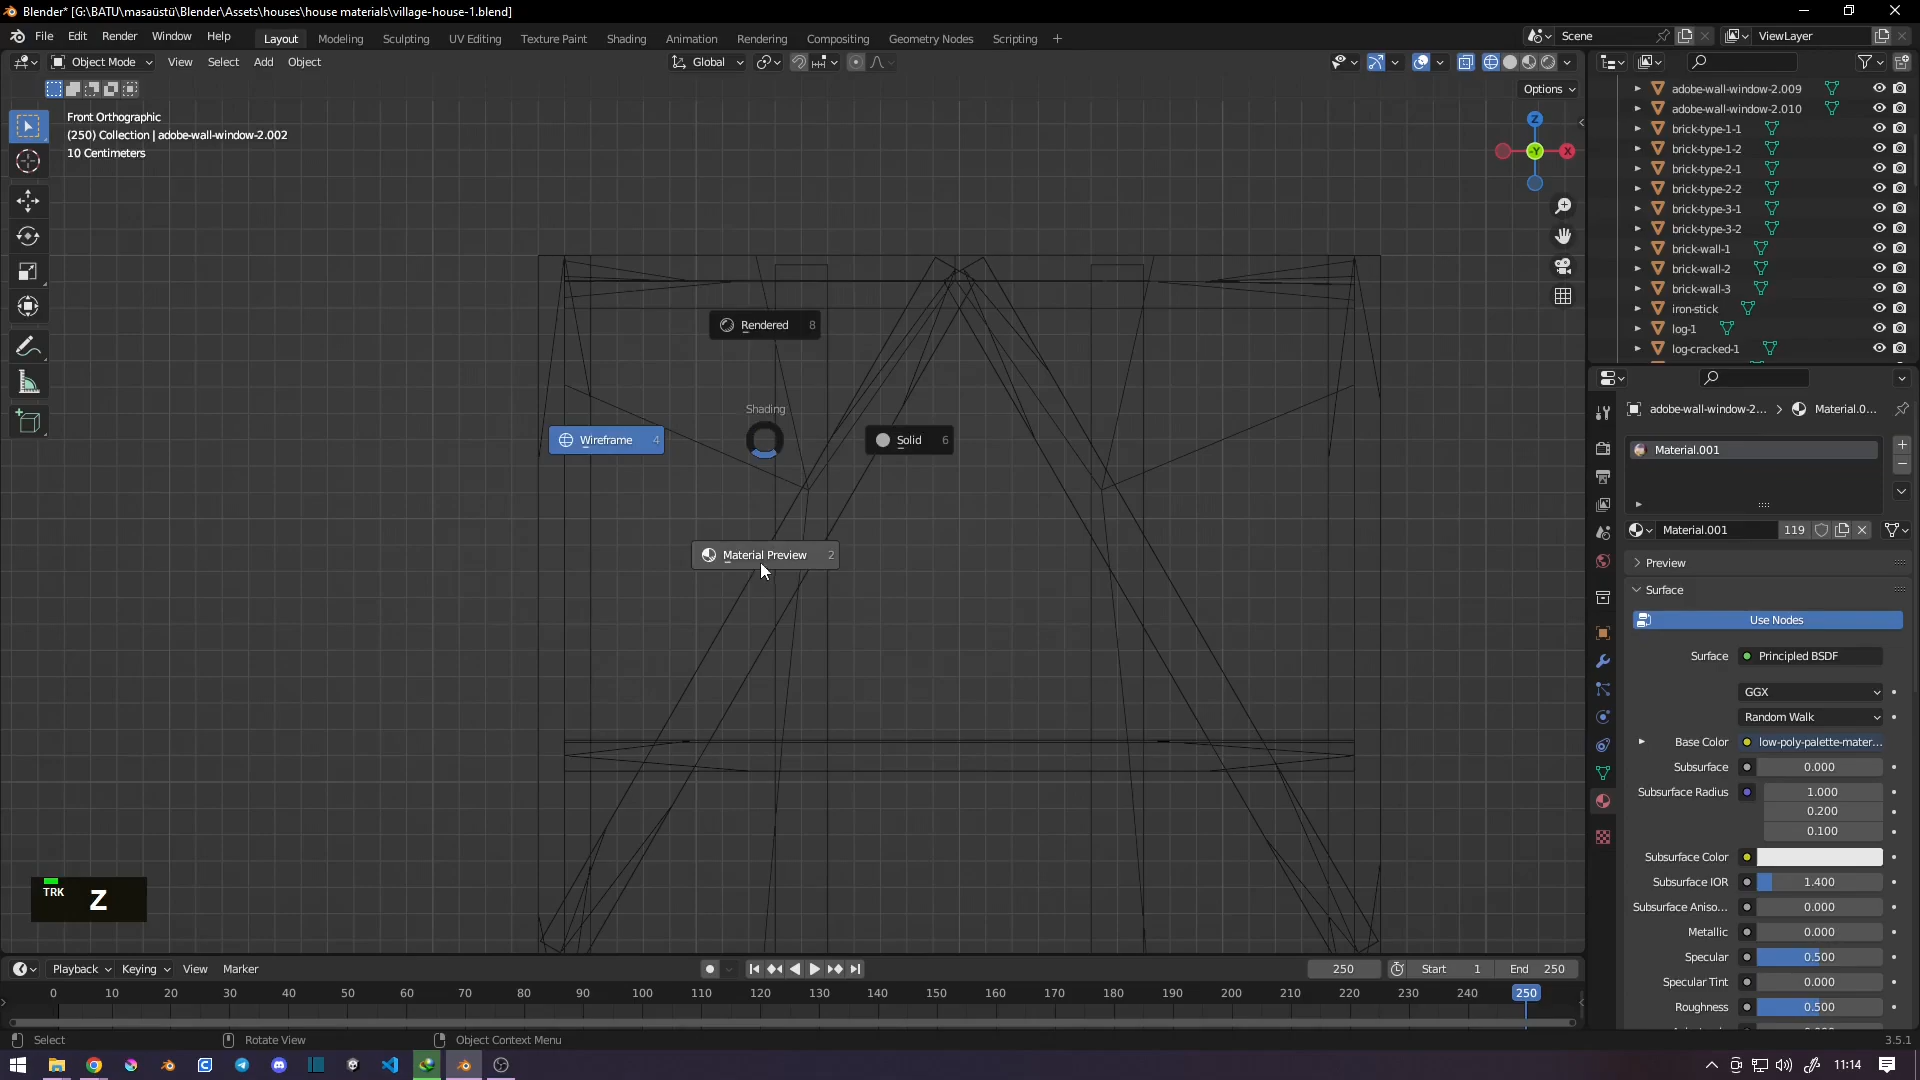 Blender* [G:\BATU\masaüstü\Blender\Assets\houses\house materials\village-house-1.blend]
File Edit Render Window Help
Layout Modeling Sculpting UV Editing Texture Paint Shading Animation Rendering Compositing Geometry Nodes Scripting +
Scene
ViewLayer
Object Mode View Select Add Object
Global
Options
Front Orthographic
(250) Collection | adobe-wall-window-2.002
10 Centimeters
Z
-Y
X
Rendered 8
Shading
Wireframe 4
Solid 6
Material Preview 2
adobe-wall-window-2.009
adobe-wall-window-2.010
brick-type-1-1
brick-type-1-2
brick-type-2-1
brick-type-2-2
brick-type-3-1
brick-type-3-2
brick-wall-1
brick-wall-2
brick-wall-3
iron-stick
log-1
log-cracked-1
adobe-wall-window-2... > Material.0...
Material.001
Material.001 119
Preview
Surface
Use Nodes
Surface Principled BSDF
GGX
Random Walk
Base Color low-poly-palette-mater...
Subsurface 0.000
Subsurface Radius 1.000
0.200
0.100
Subsurface Color
Subsurface IOR 1.400
Subsurface Aniso... 0.000
Metallic 0.000
Specular 0.500
Specular Tint 0.000
Roughness 0.500
TRK Z
Playback Keying View Marker
250 Start 1 End 250
0 10 20 30 40 50 60 70 80 90 100 110 120 130 140 150 160 170 180 190 200 210 220 230 240 250
Select Rotate View Object Context Menu
3.5.1
11:14